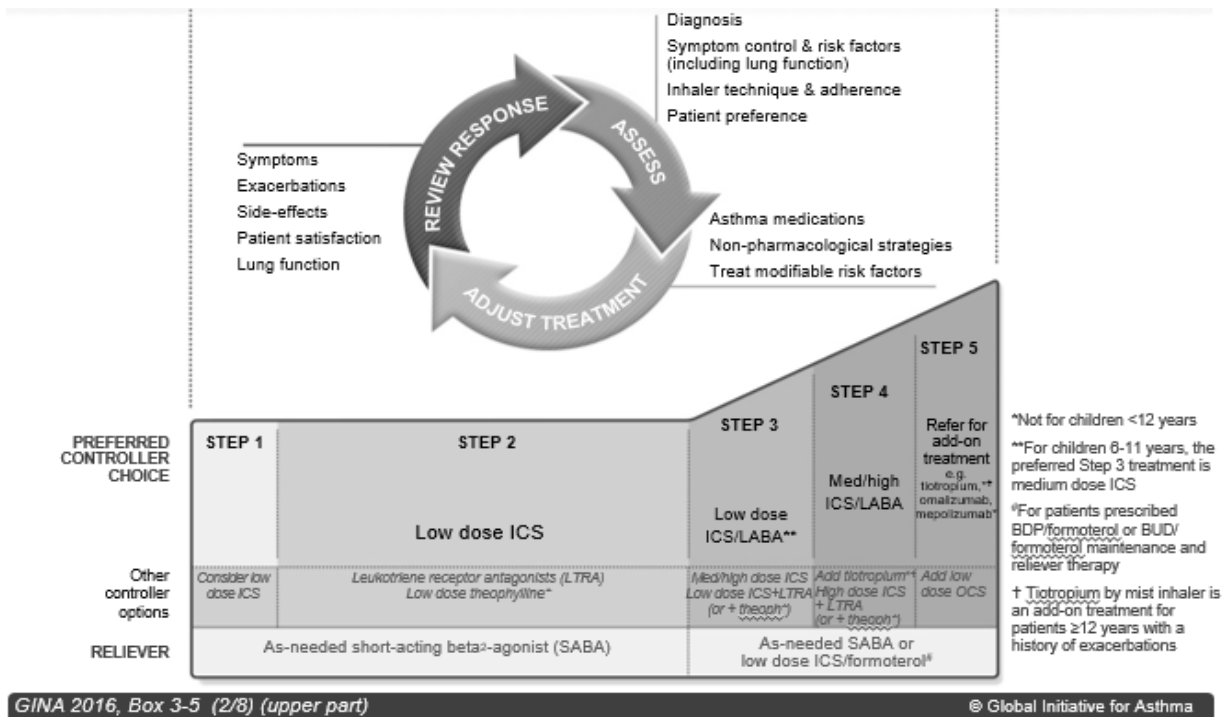 Diagnosis
Symptom control & risk factors
(including lung function)
Inhaler technique & adherence
Patient preference
REVIEW RESPONSE
ASSESS
ADJUST TREATMENT
Symptoms
Exacerbations
Side-effects
Patient satisfaction
Lung function
Asthma medications
Non-pharmacological strategies
Treat modifiable risk factors
PREFERRED
CONTROLLER
CHOICE
STEP 1
STEP 2
Low dose ICS
STEP 3
Low dose
ICS/LABA**
STEP 4
Med/high
ICS/LABA
STEP 5
Refer for
add-on
treatment
e.g.
tiotropium,*†
omalizumab,
mepolizumab*
Other
controller
options
Consider low
dose ICS
Leukotriene receptor antagonists (LTRA)
Low dose theophylline*
Med/high dose ICS
Low dose ICS+LTRA
(or + theoph*)
Add tiotropium*†
High dose ICS
+ LTRA
(or + theoph*)
Add low
dose OCS
RELIEVER
As-needed short-acting beta2-agonist (SABA)
As-needed SABA or
low dose ICS/formoterol#
*Not for children <12 years
**For children 6-11 years, the
preferred Step 3 treatment is
medium dose ICS
#For patients prescribed
BDP/formoterol or BUD/
formoterol maintenance and
reliever therapy
† Tiotropium by mist inhaler is
an add-on treatment for
patients ≥12 years with a
history of exacerbations
GINA 2016, Box 3-5 (2/8) (upper part)
© Global Initiative for Asthma